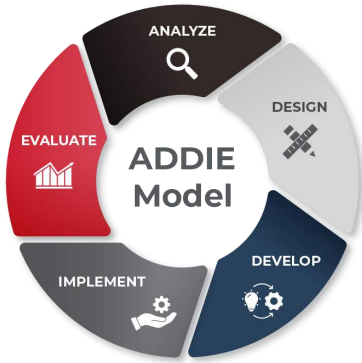 ANALYZE
DESIGN
EVALUATE
ADDIE
Model
DEVELOP
IMPLEMENT